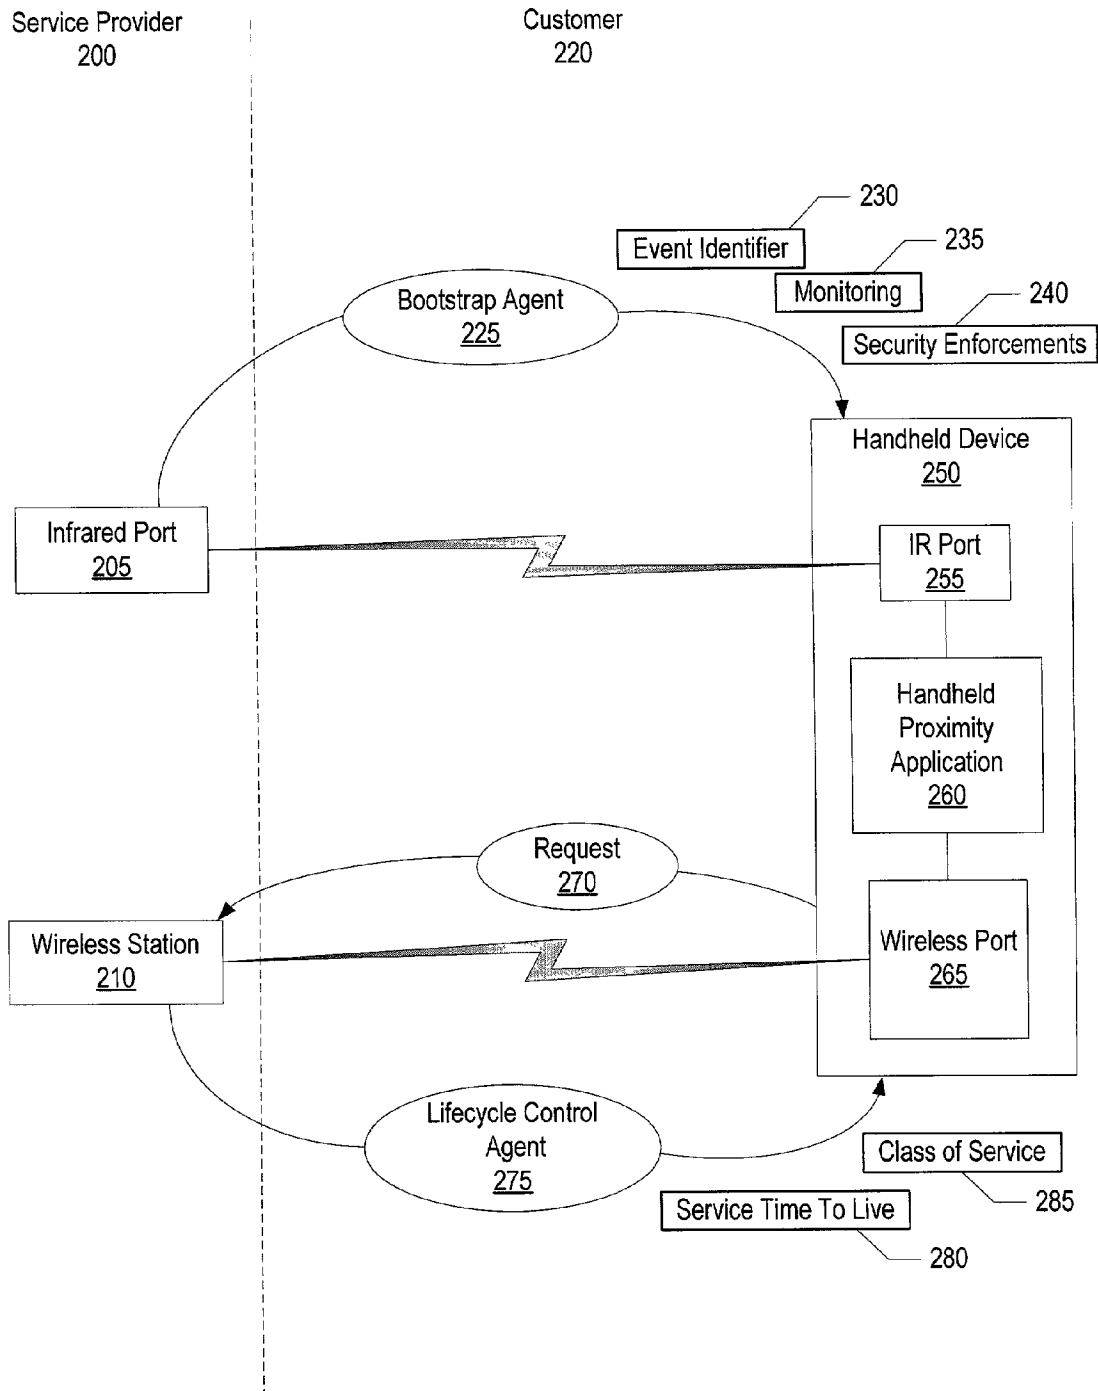 Service Provider
200
Customer
220
230
Event Identifier
235
Monitoring
240
Security Enforcements
Bootstrap Agent
225
Handheld Device
250
Infrared Port
205
IR Port
255
Handheld
Proximity
Application
260
Request
270
Wireless Station
210
Wireless Port
265
Lifecycle Control
Agent
275
Class of Service
285
Service Time To Live
280